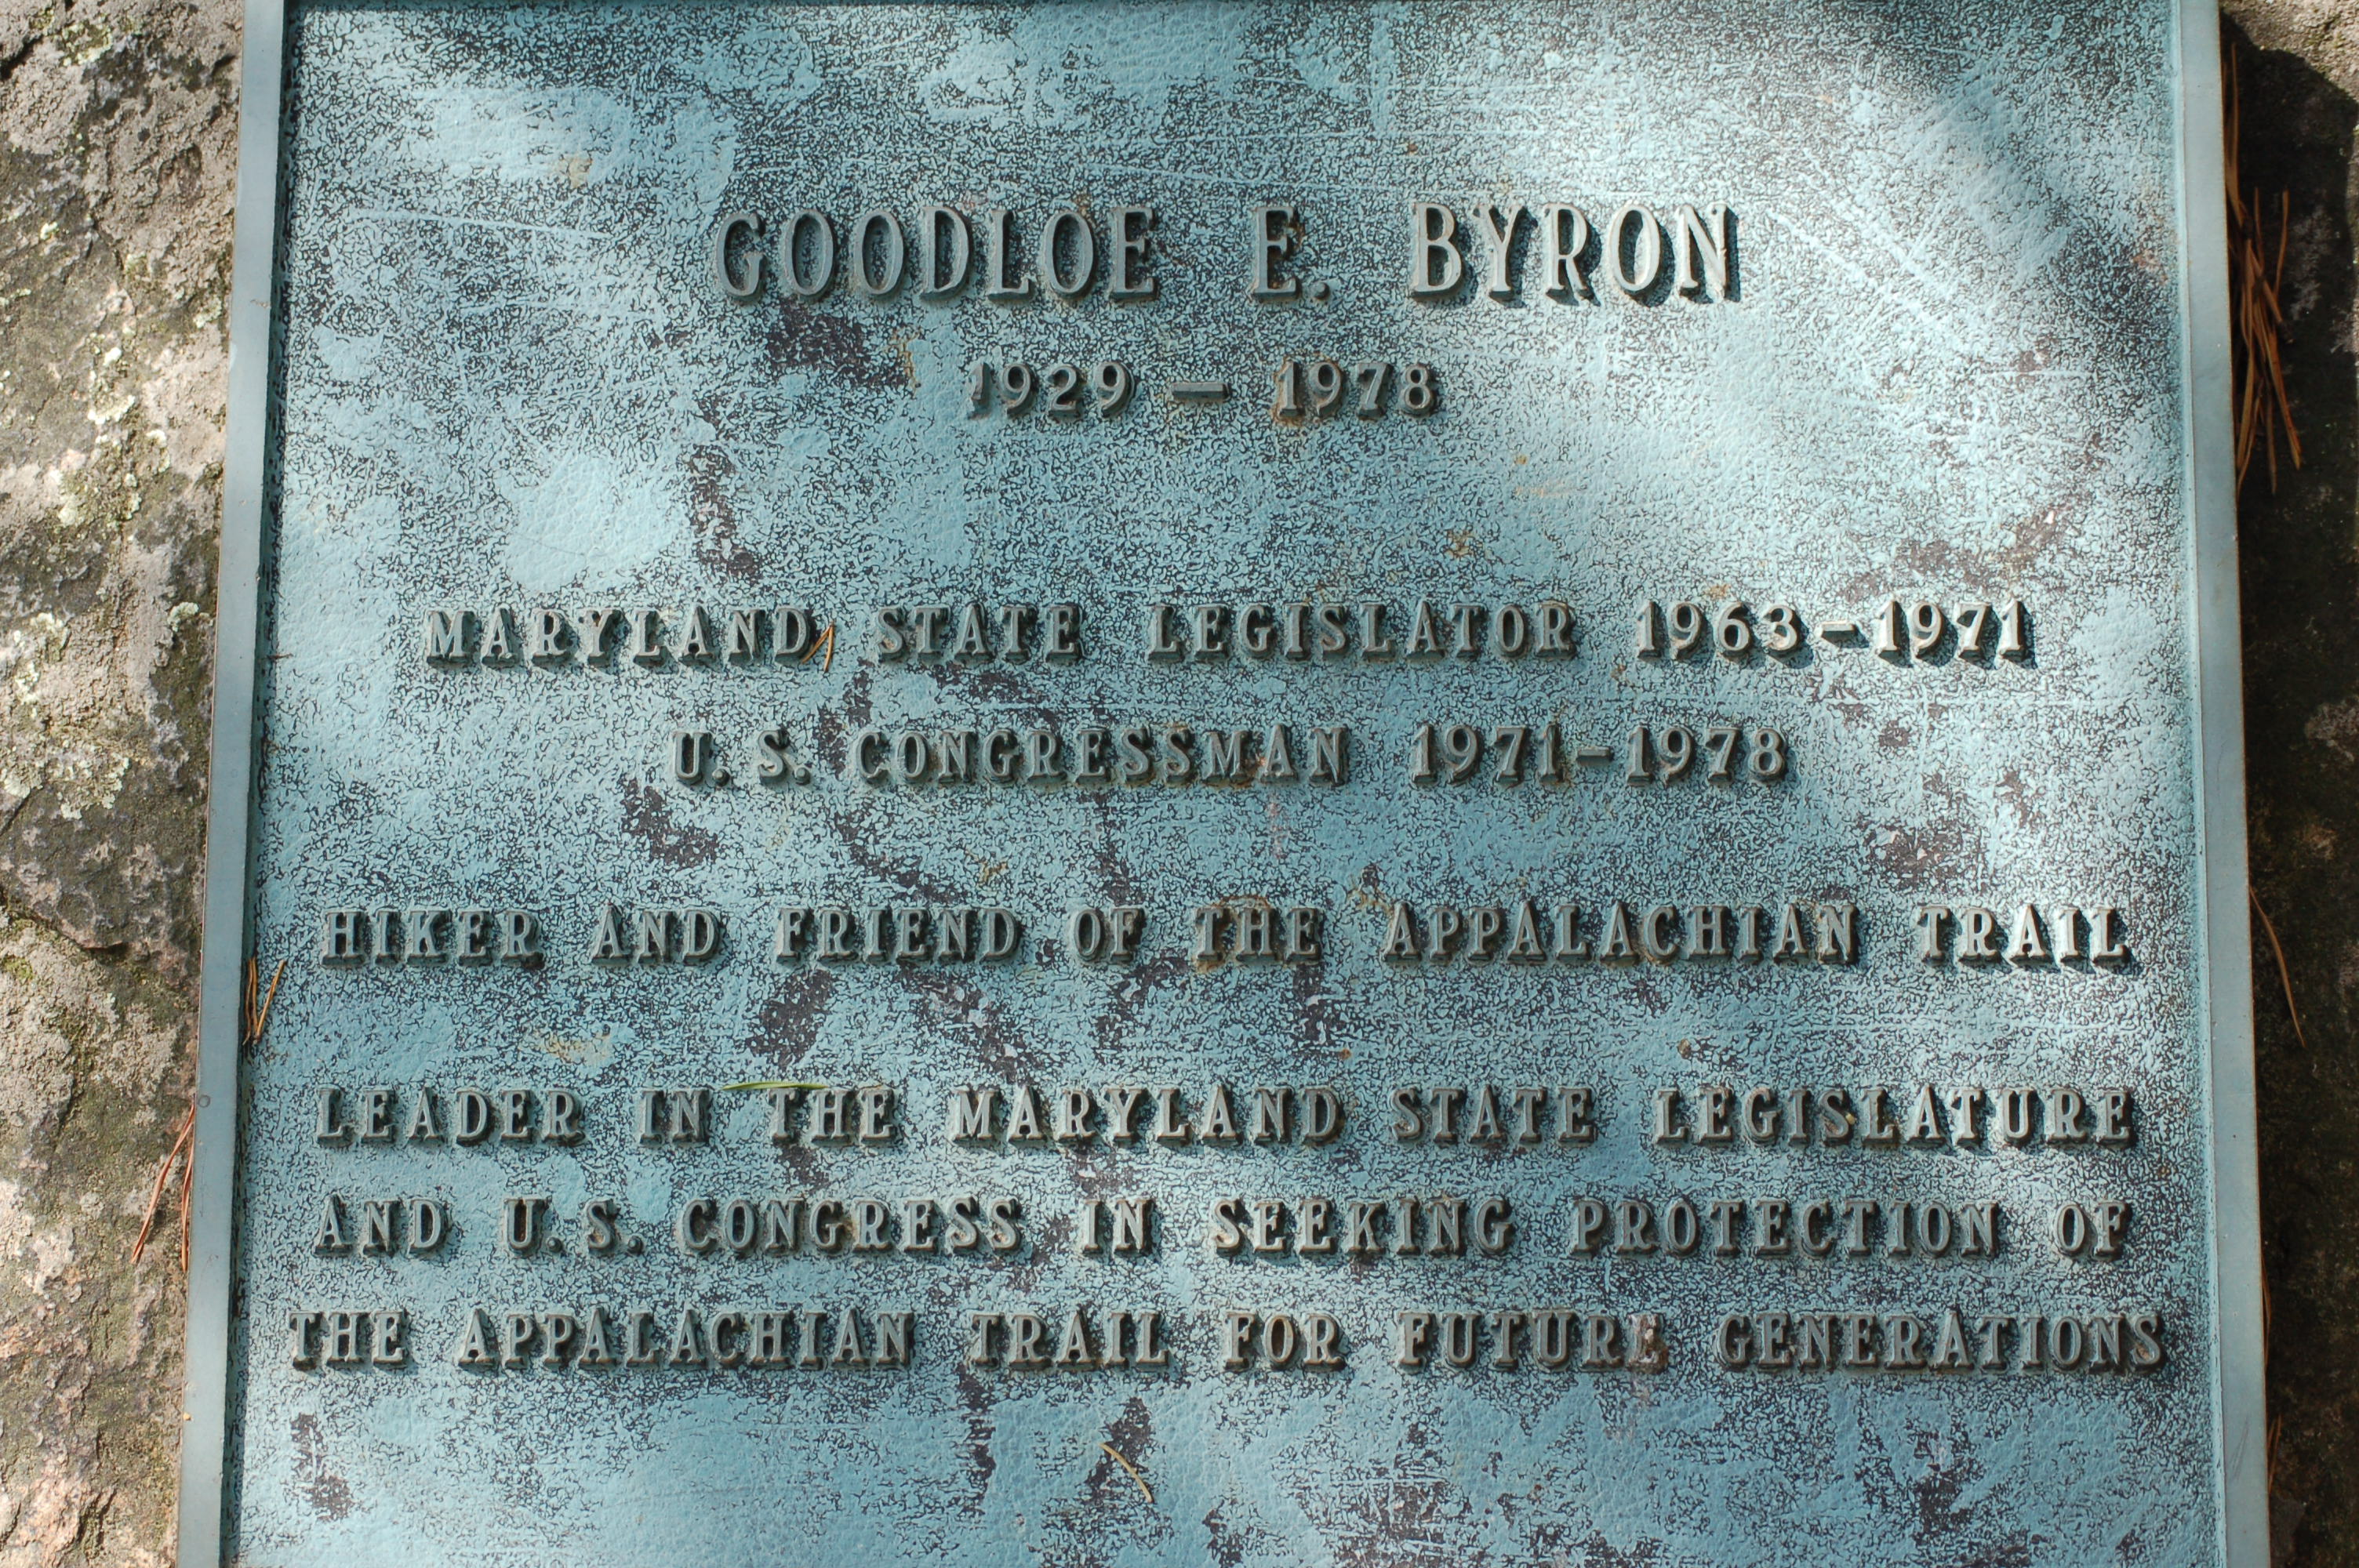 GOODLOE E. BYRON
1929 - 1978
MARYLAND STATE LEGISLATOR 1963-1971
U. S. CONGRESSMAN 1971-1978
HIKER AND FRIEND OF THE APPALACHIAN TRAIL
LEADER IN THE MARYLAND STATE LEGISLATURE
AND U. S. CONGRESS IN SEEKING PROTECTION OF
THE APPALACHIAN TRAIL FOR FUTURE GENERATIONS